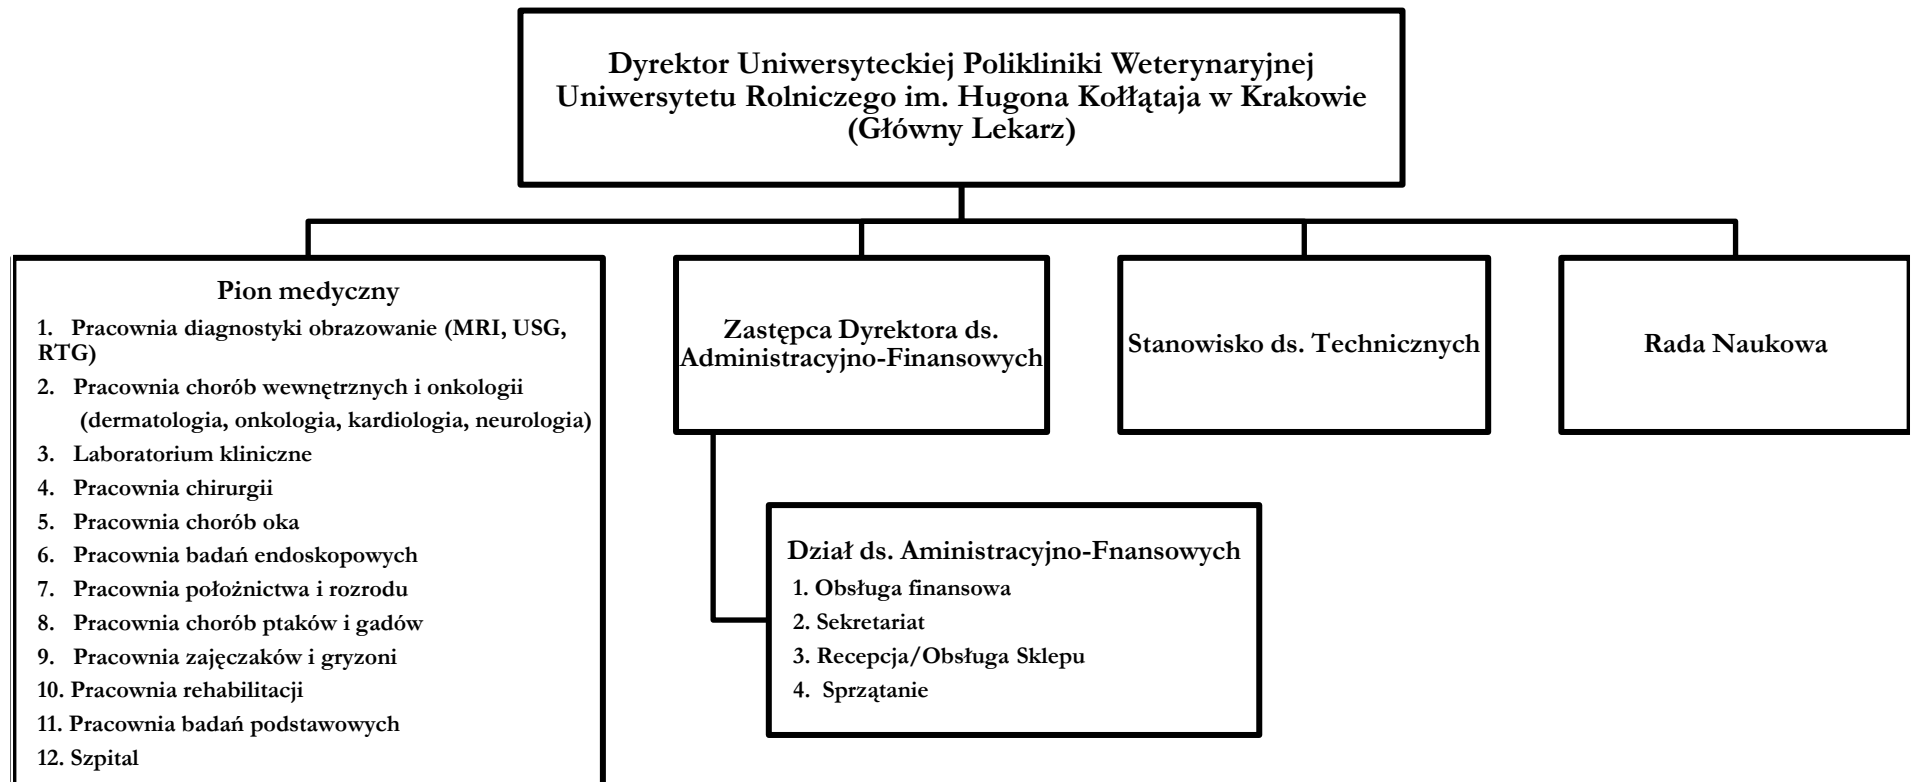 Dyrektor Uniwersyteckiej Polikliniki Weterynaryjnej
Uniwersytetu Rolniczego im. Hugona Kołłątaja w Krakowie
(Główny Lekarz)
Pion medyczny
1. Pracownia diagnostyki obrazowanie (MRI, USG,
RTG)
2. Pracownia chorób wewnętrznych i onkologii
(dermatologia, onkologia, kardiologia, neurologia)
3. Laboratorium kliniczne
4. Pracownia chirurgii
5. Pracownia chorób oka
6. Pracownia badań endoskopowych
7. Pracownia położnictwa i rozrodu
8. Pracownia chorób ptaków i gadów
9. Pracownia zajęczaków i gryzoni
10. Pracownia rehabilitacji
11. Pracownia badań podstawowych
12. Szpital
Zastępca Dyrektora ds.
Administracyjno-Finansowych
Dział ds. Aministracyjno-Fnansowych
1. Obsługa finansowa
2. Sekretariat
3. Recepcja/Obsługa Sklepu
4. Sprzątanie
Stanowisko ds. Technicznych
Rada Naukowa